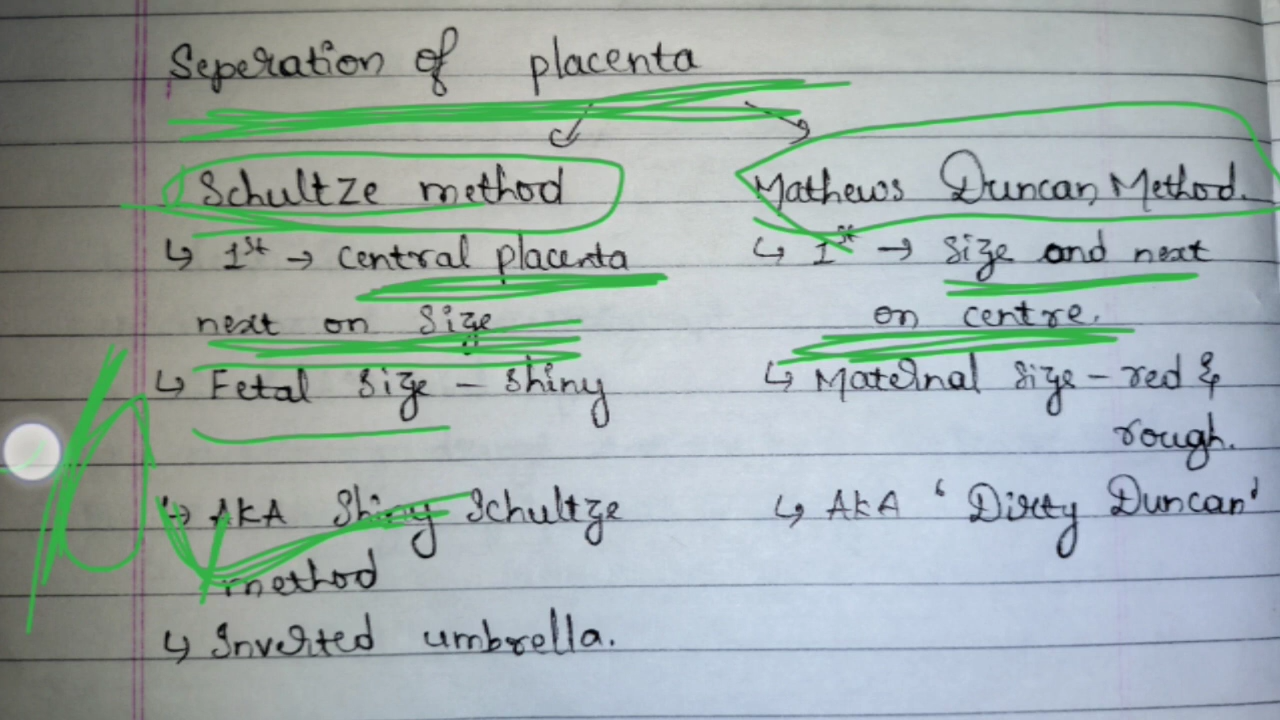 Seperation of placenta
Schultze method
↳ 1st → central placenta
next on Size
↳ Fetal Size - Shiny
↳ AKA Shiny Schultze
method
↳ Inverted umbrella.
Mathews Duncan Method.
↳ 1st → Size and next
on centre.
↳ Maternal Size - red &
rough.
↳ AKA 'Dirty Duncan'